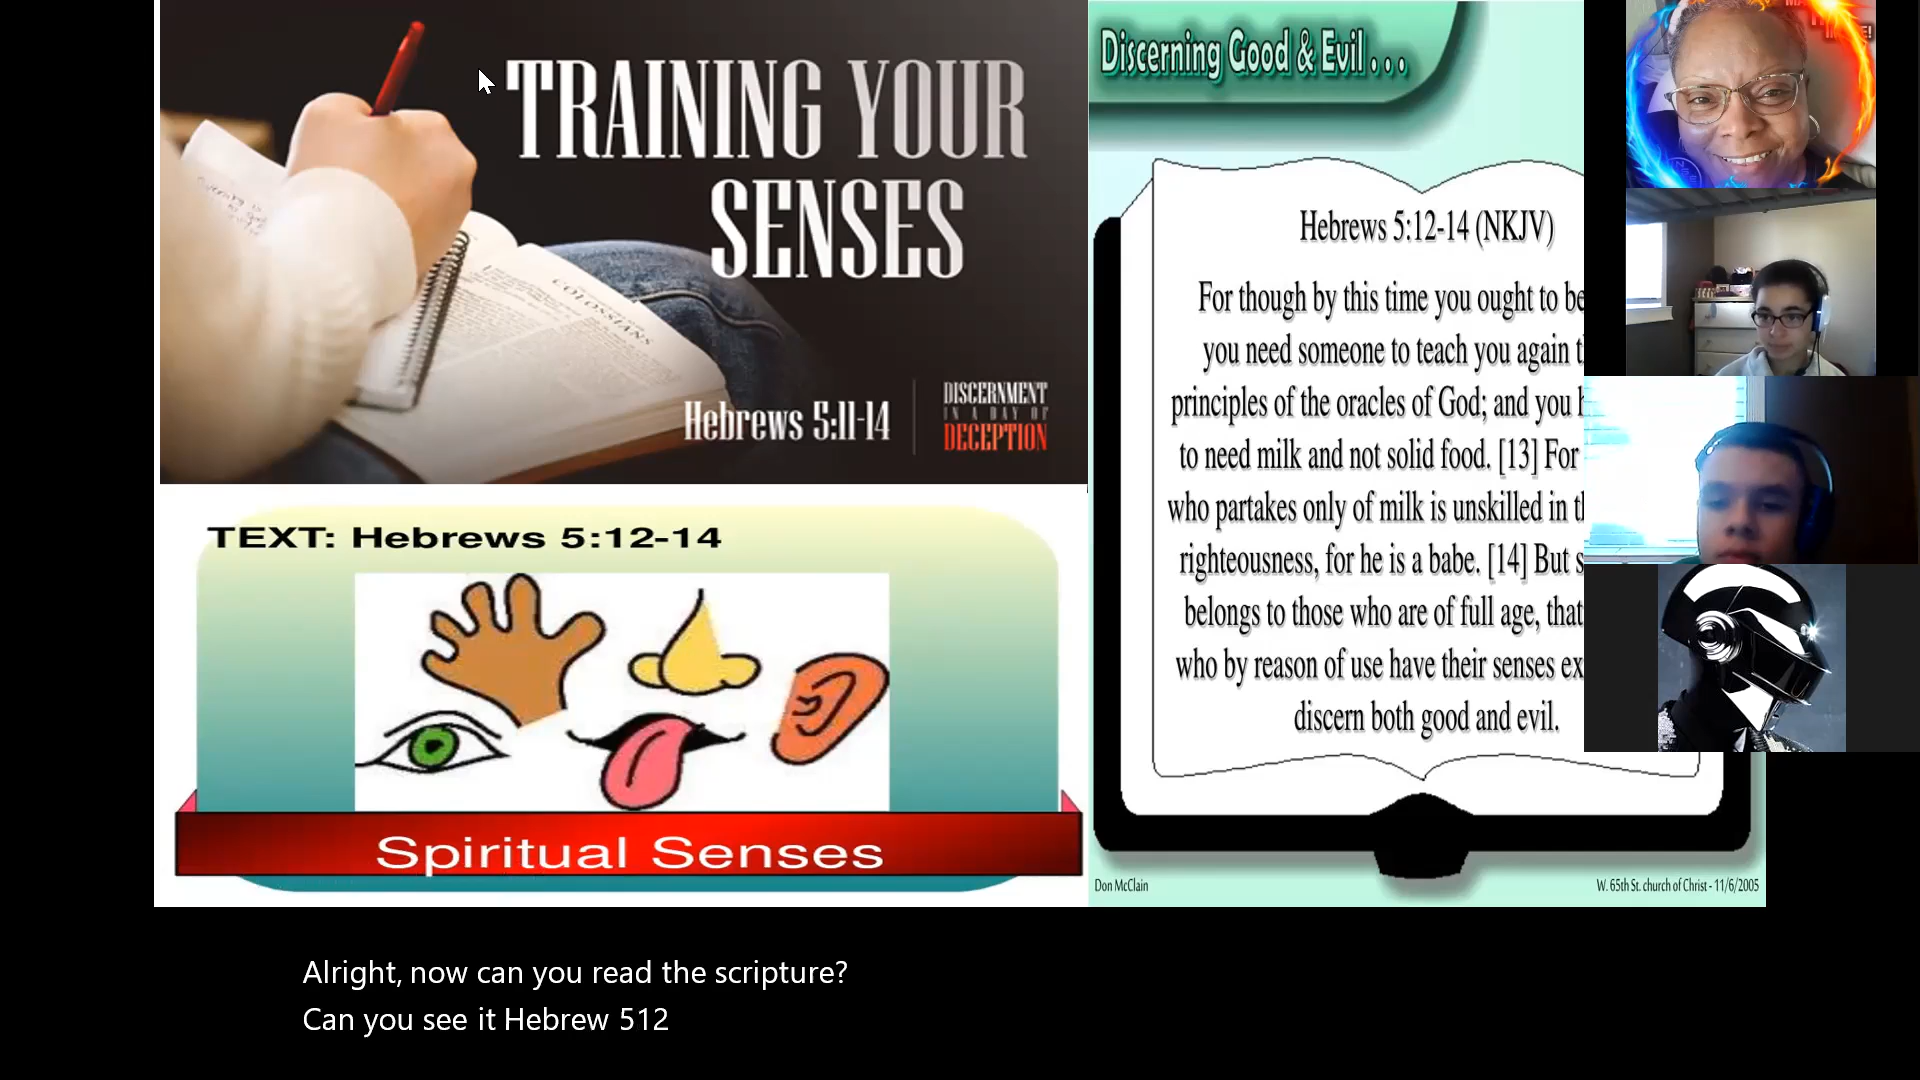 TRAINING YOUR
SENSES
COLOSSIANS
Hebrews 5:11-14
DISCERNMENT
IN A DAY OF
DECEPTION
TEXT: Hebrews 5:12-14
Spiritual Senses
Discerning Good & Evil . . .
Hebrews 5:12-14 (NKJV)
For though by this time you ought to be
you need someone to teach you again
principles of the oracles of God; and you
to need milk and not solid food. [13] For
who partakes only of milk is unskilled in
righteousness, for he is a babe. [14] But
belongs to those who are of full age, that
who by reason of use have their senses
discern both good and evil.
Don McClain
W. 65th St. church of Christ - 11/6/2005
Alright, now can you read the scripture?
Can you see it Hebrew 512